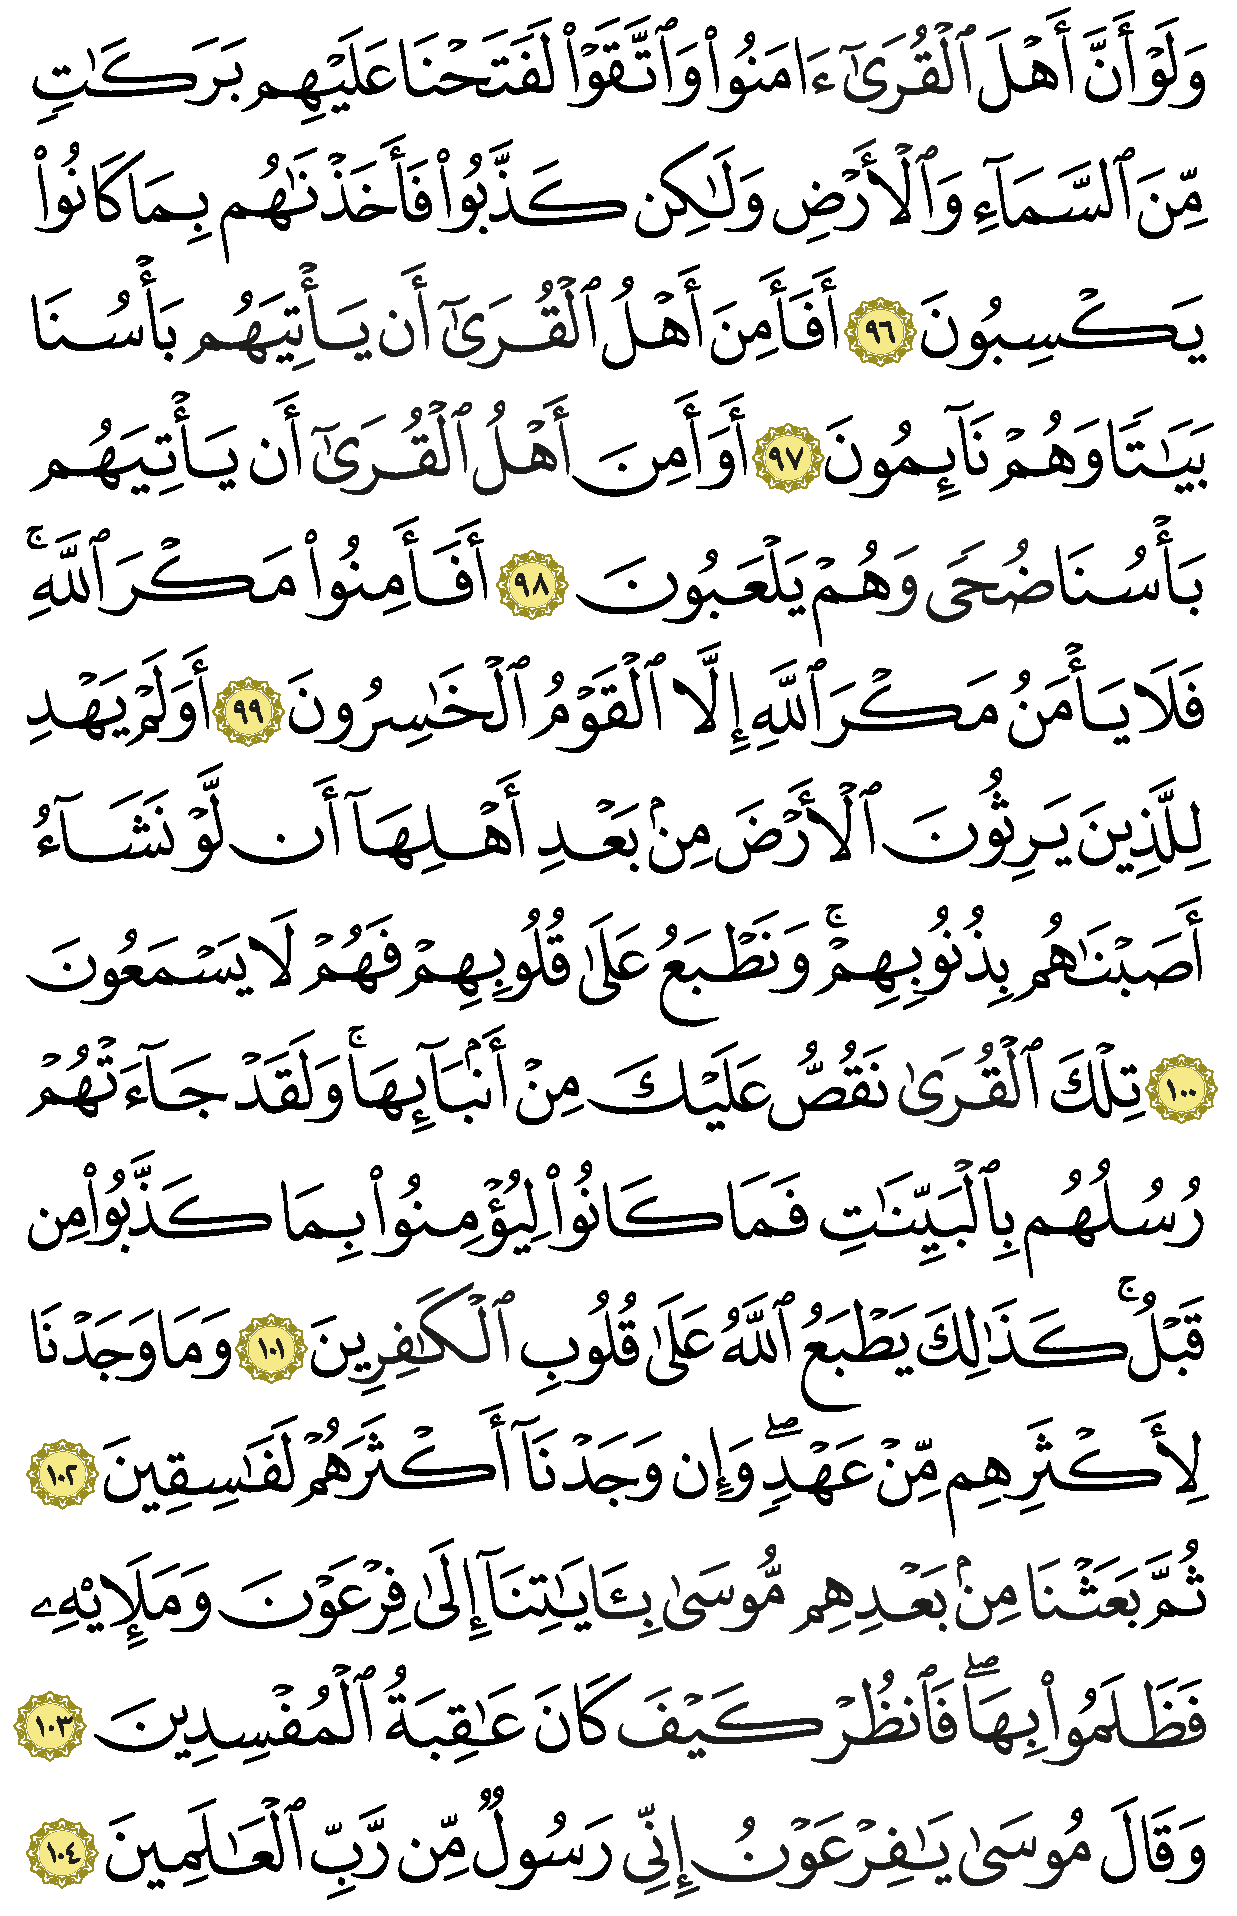 وَلَوۡ أَنَّ أَهۡلَ ٱلۡقُرَىٰٓ ءَامَنُواْ وَٱتَّقَوۡاْ لَفَتَحۡنَا عَلَيۡهِم بَرَكَٰتٖ
مِّنَ ٱلسَّمَآءِ وَٱلۡأَرۡضِ وَلَٰكِن كَذَّبُواْ فَأَخَذۡنَٰهُم بِمَا كَانُواْ
يَكۡسِبُونَ ٩٦ أَفَأَمِنَ أَهۡلُ ٱلۡقُرَىٰٓ أَن يَأۡتِيَهُم بَأۡسُنَا
بَيَٰتٗا وَهُمۡ نَآئِمُونَ ٩٧ أَوَأَمِنَ أَهۡلُ ٱلۡقُرَىٰٓ أَن يَأۡتِيَهُم
بَأۡسُنَا ضُحٗى وَهُمۡ يَلۡعَبُونَ ٩٨ أَفَأَمِنُواْ مَكۡرَ ٱللَّهِۚ
فَلَا يَأۡمَنُ مَكۡرَ ٱللَّهِ إِلَّا ٱلۡقَوۡمُ ٱلۡخَٰسِرُونَ ٩٩ أَوَلَمۡ يَهۡدِ
لِلَّذِينَ يَرِثُونَ ٱلۡأَرۡضَ مِنۢ بَعۡدِ أَهۡلِهَآ أَن لَّوۡ نَشَآءُ
أَصَبۡنَٰهُم بِذُنُوبِهِمۡۚ وَنَطۡبَعُ عَلَىٰ قُلُوبِهِمۡ فَهُمۡ لَا يَسۡمَعُونَ
١٠٠ تِلۡكَ ٱلۡقُرَىٰ نَقُصُّ عَلَيۡكَ مِنۡ أَنۢبَآئِهَاۚ وَلَقَدۡ جَآءَتۡهُمۡ
رُسُلُهُم بِٱلۡبَيِّنَٰتِ فَمَا كَانُواْ لِيُؤۡمِنُواْ بِمَا كَذَّبُواْ مِن
قَبۡلُۚ كَذَٰلِكَ يَطۡبَعُ ٱللَّهُ عَلَىٰ قُلُوبِ ٱلۡكَٰفِرِينَ ١٠١ وَمَا وَجَدۡنَا
لِأَكۡثَرِهِم مِّنۡ عَهۡدٖۖ وَإِن وَجَدۡنَآ أَكۡثَرَهُمۡ لَفَٰسِقِينَ ١٠٢
ثُمَّ بَعَثۡنَا مِنۢ بَعۡدِهِم مُّوسَىٰ بِـَٔايَٰتِنَآ إِلَىٰ فِرۡعَوۡنَ وَمَلَإِيْهِۦ
فَظَلَمُواْ بِهَاۖ فَٱنظُرۡ كَيۡفَ كَانَ عَٰقِبَةُ ٱلۡمُفۡسِدِينَ ١٠٣
وَقَالَ مُوسَىٰ يَٰفِرۡعَوۡنُ إِنِّي رَسُولٞ مِّن رَّبِّ ٱلۡعَٰلَمِينَ ١٠٤